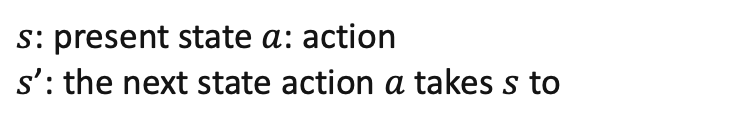 s: present state a: action
s′: the next state action a takes s to